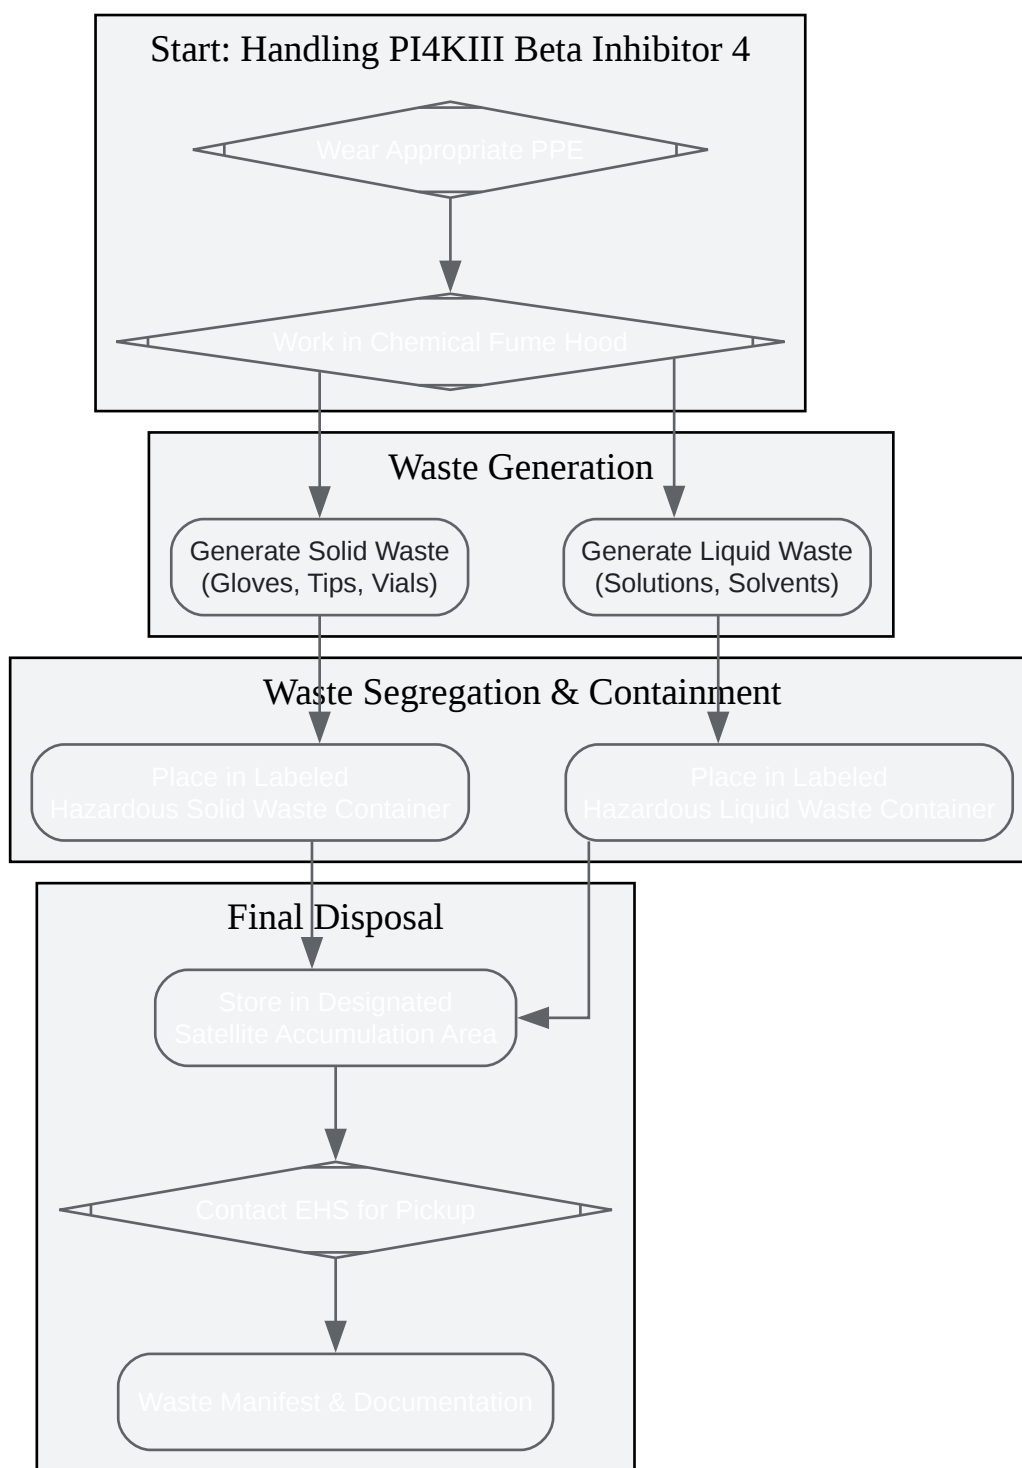 Start: Handling PI4KIII Beta Inhibitor 4
Wear Appropriate PPE
Work in Chemical Fume Hood
Waste Generation
Generate Solid Waste
(Gloves, Tips, Vials)
Generate Liquid Waste
(Solutions, Solvents)
Waste Segregation & Containment
Place in Labeled
Hazardous Solid Waste Container
Place in Labeled
Hazardous Liquid Waste Container
Final Disposal
Store in Designated
Satellite Accumulation Area
Contact EHS for Pickup
Waste Manifest & Documentation